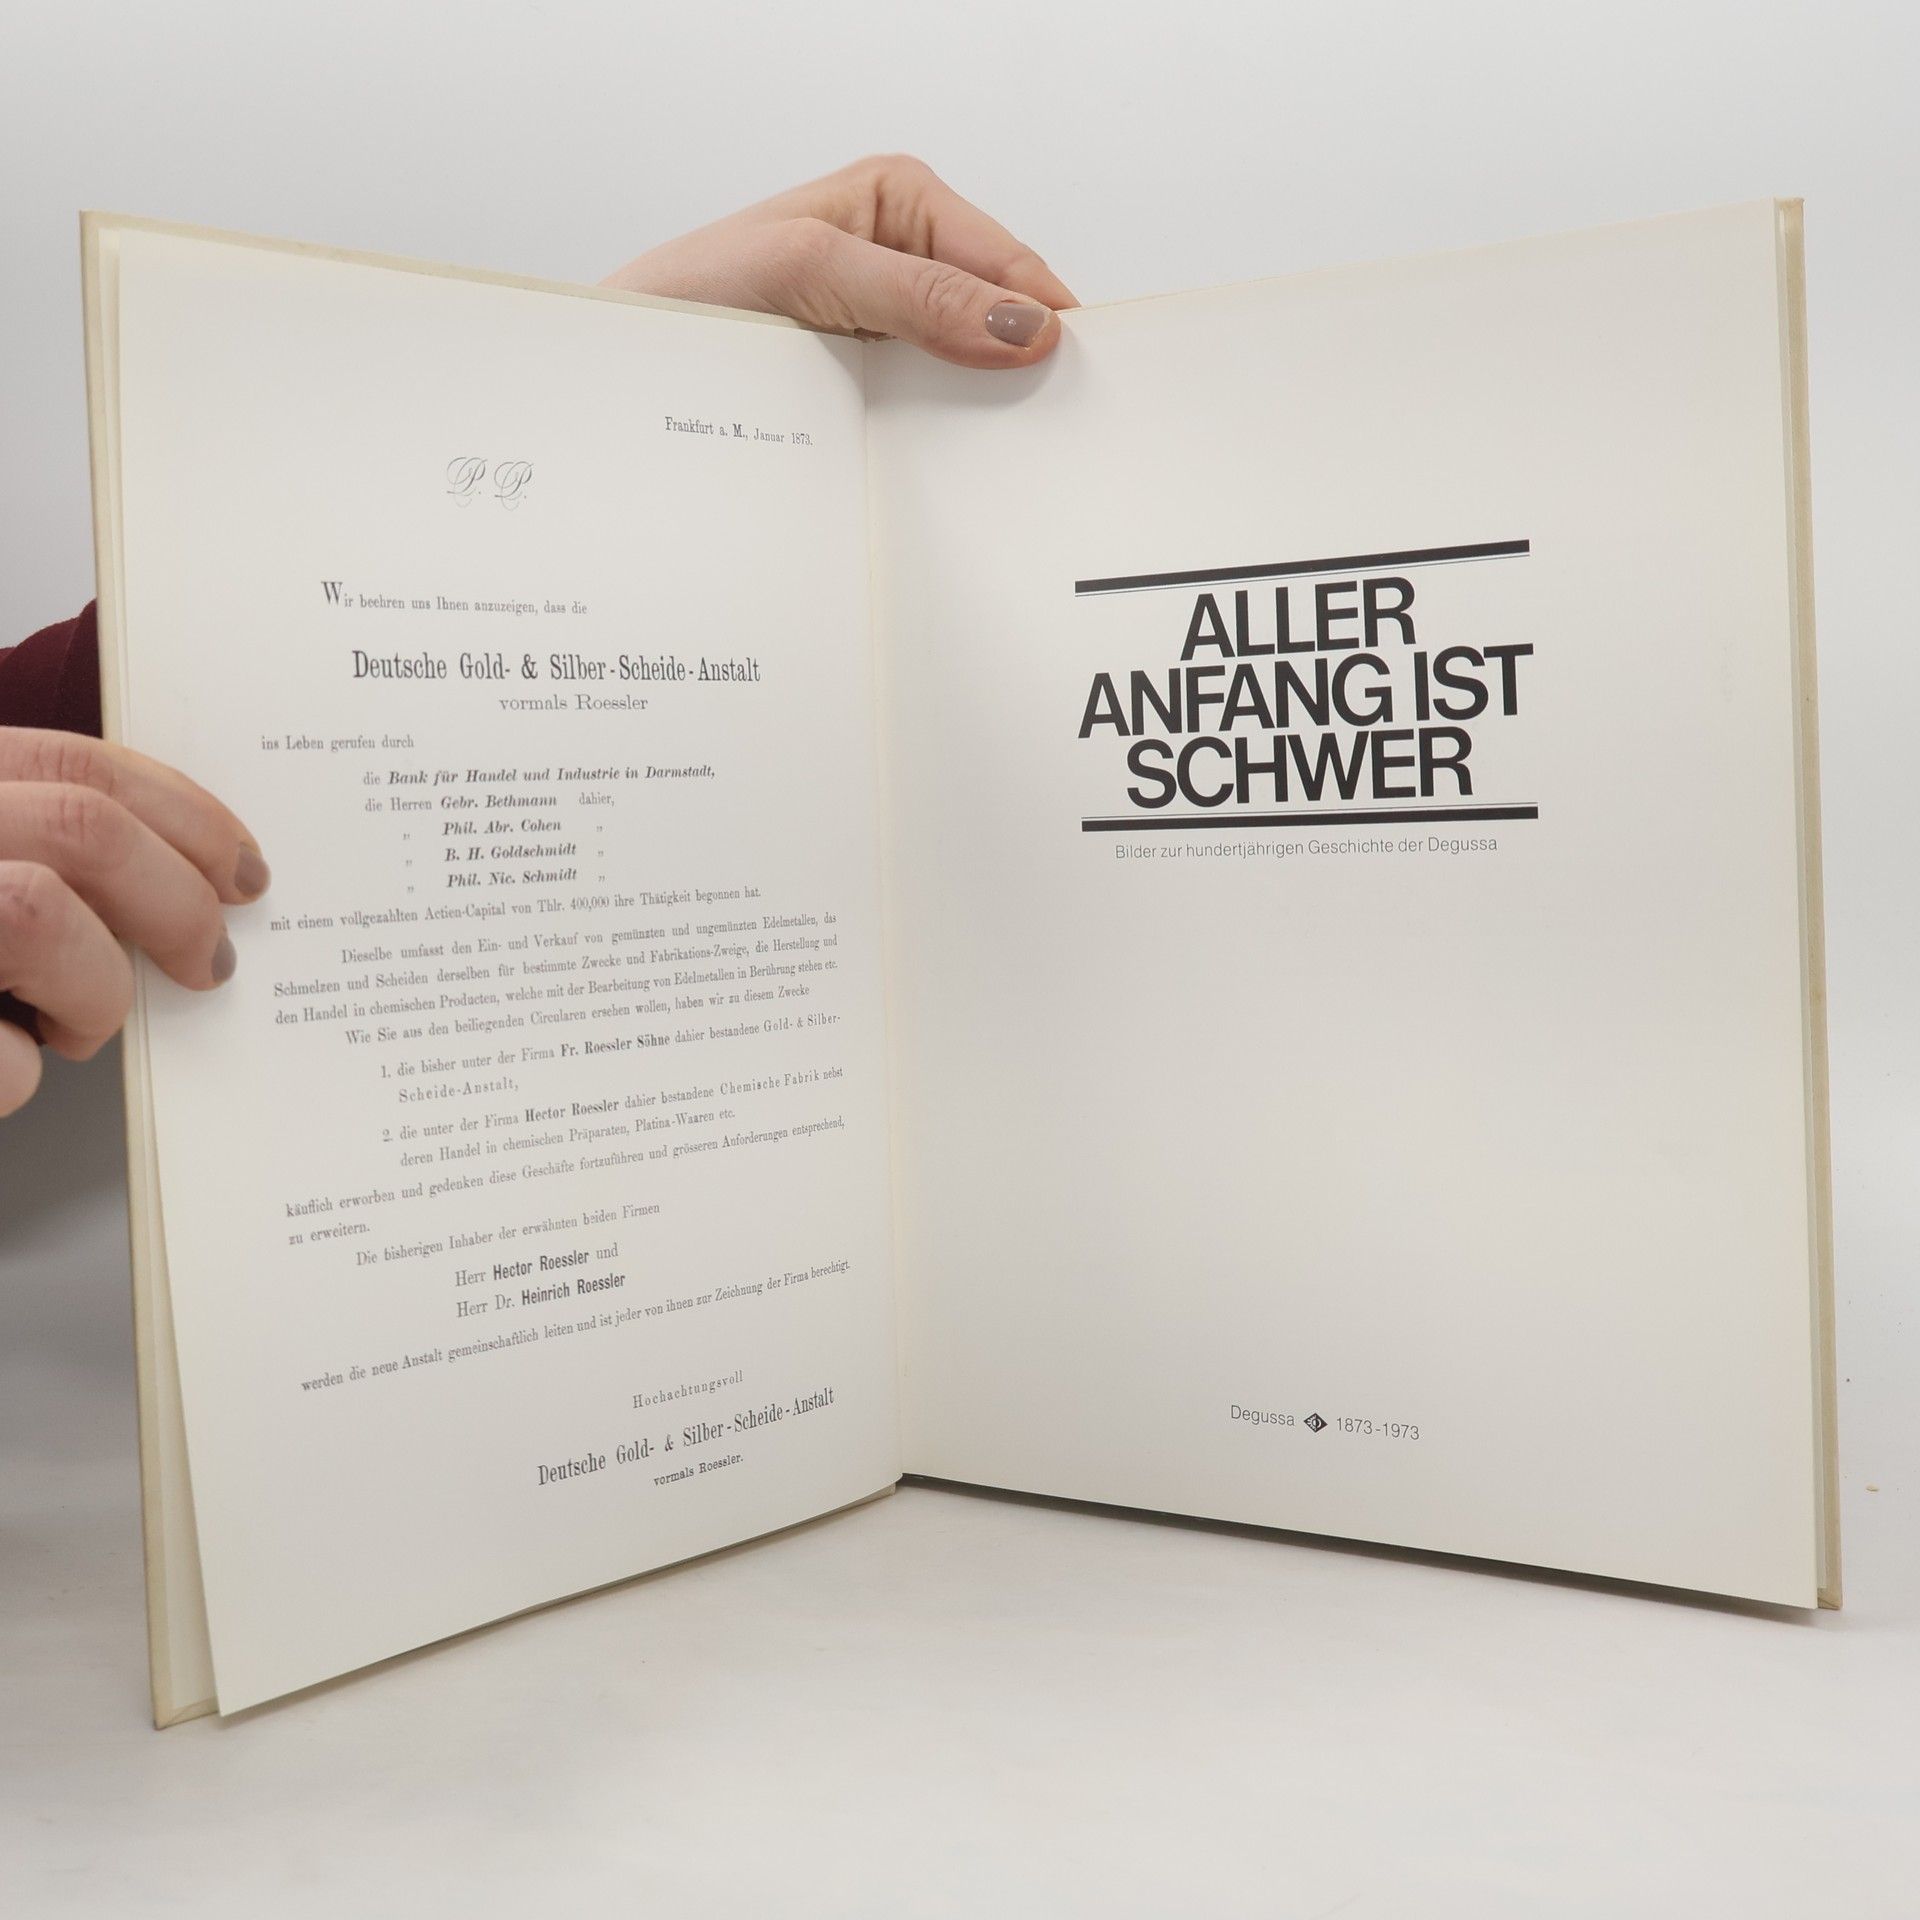 Frankfurt a. M., Januar 1873.
P. P.
Wir beehren uns Ihnen anzuzeigen, dass die
Deutsche Gold- & Silber-Scheide-Anstalt
vormals Roessler
ins Leben gerufen durch
die Bank für Handel und Industrie in Darmstadt,
die Herren Gebr. Bethmann dahier,
„ Phil. Abr. Cohen „
„ B. H. Goldschmidt „
„ Phil. Nic. Schmidt „
mit einem vollgezahlten Actien-Capital von Thlr. 400,000 ihre Thätigkeit begonnen hat.
Dieselbe umfasst den Ein- und Verkauf von gemünzten und ungemünzten Edelmetallen, das
Schmelzen und Scheiden derselben für bestimmte Zwecke und Fabrikations-Zweige, die Herstellung und
den Handel in chemischen Producten, welche mit der Bearbeitung von Edelmetallen in Berührung stehen etc.
Wie Sie aus den beiliegenden Circularen ersehen wollen, haben wir zu diesem Zwecke
1. die bisher unter der Firma Fr. Roessler Söhne dahier bestandene Gold- & Silber-
Scheide-Anstalt,
2. die unter der Firma Hector Roessler dahier bestandene Chemische Fabrik nebst
deren Handel in chemischen Präparaten, Platina-Waaren etc.
käuflich erworben und gedenken diese Geschäfte fortzuführen und grösseren Anforderungen entsprechend,
zu erweitern.
Die bisherigen Inhaber der erwähnten beiden Firmen
Herr Hector Roessler und
Herr Dr. Heinrich Roessler
werden die neue Anstalt gemeinschaftlich leiten und ist jeder von ihnen zur Zeichnung der Firma berechtigt.
Hochachtungsvoll
Deutsche Gold- & Silber-Scheide-Anstalt
vormals Roessler.
ALLER
ANFANG IST
SCHWER
Bilder zur hundertjährigen Geschichte der Degussa
Degussa 1873-1973